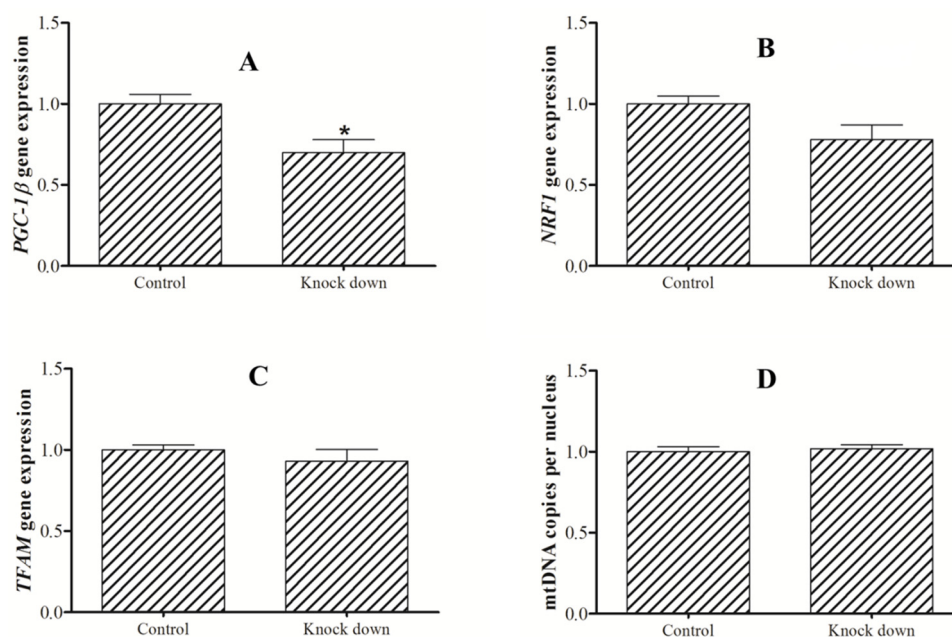 A
PGC-1β gene expression
1.5
1.0
0.5
0.0
*
Control
Knock down
B
NRF1 gene expression
1.5
1.0
0.5
0.0
Control
Knock down
C
TFAM gene expression
1.5
1.0
0.5
0.0
Control
Knock down
D
mtDNA copies per nucleus
1.5
1.0
0.5
0.0
Control
Knock down